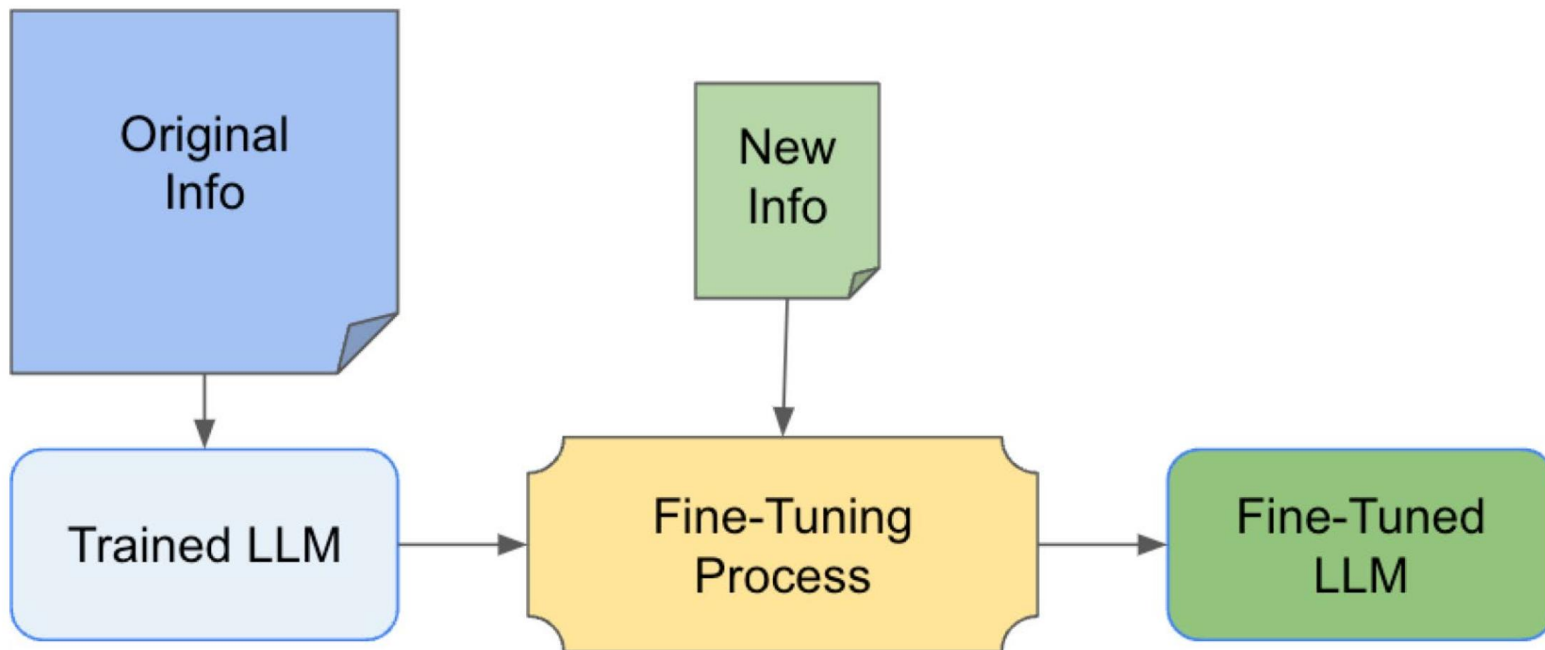 Original
Info
New
Info
Trained LLM
Fine-Tuning
Process
Fine-Tuned
LLM